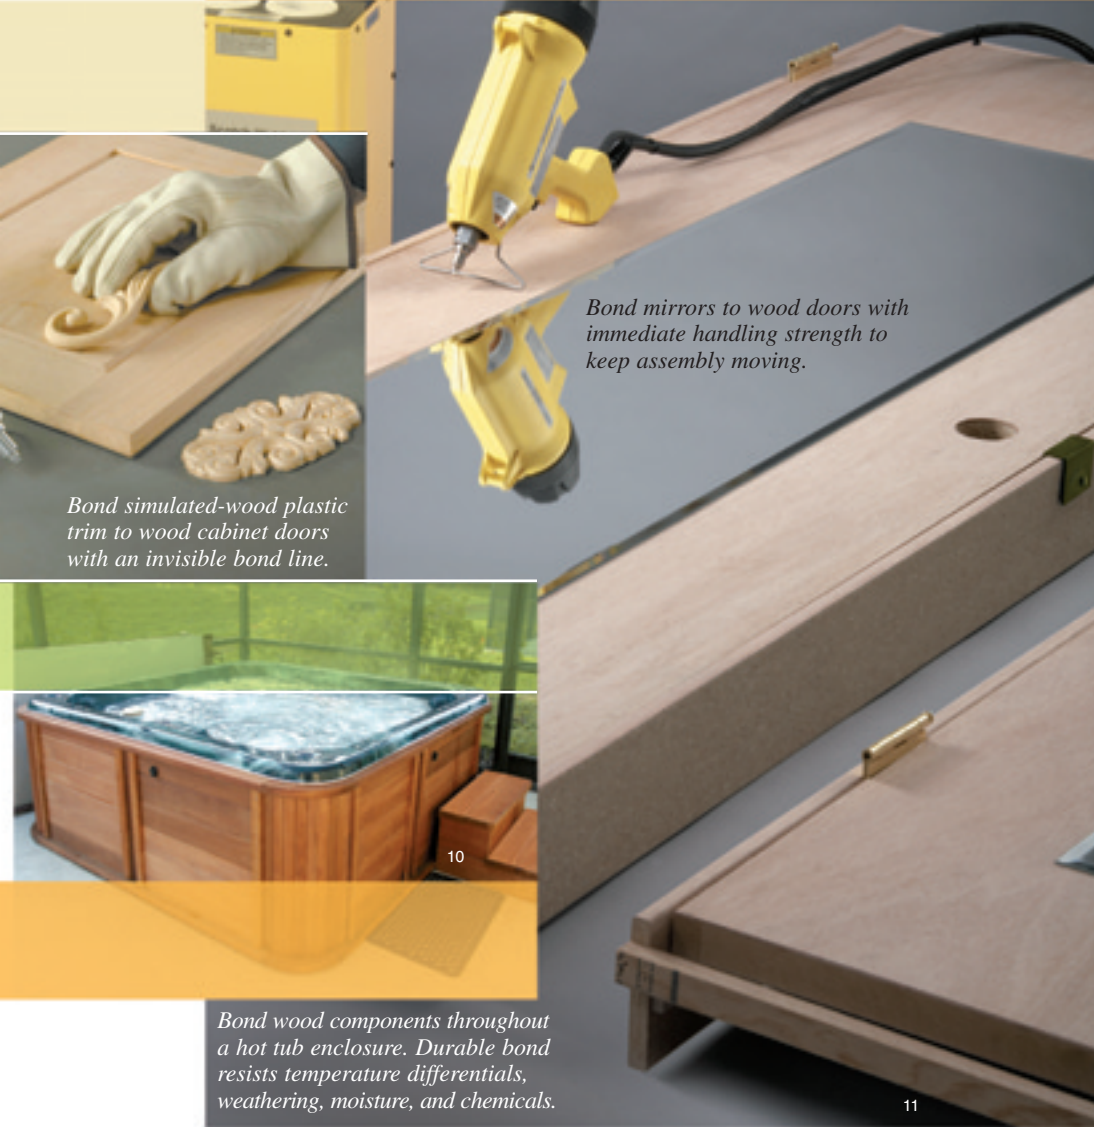 Bond mirrors to wood doors with
immediate handling strength to
keep assembly moving.
Bond simulated-wood plastic
trim to wood cabinet doors
with an invisible bond line.
10
Bond wood components throughout
a hot tub enclosure. Durable bond
resists temperature differentials,
weathering, moisture, and chemicals.
11